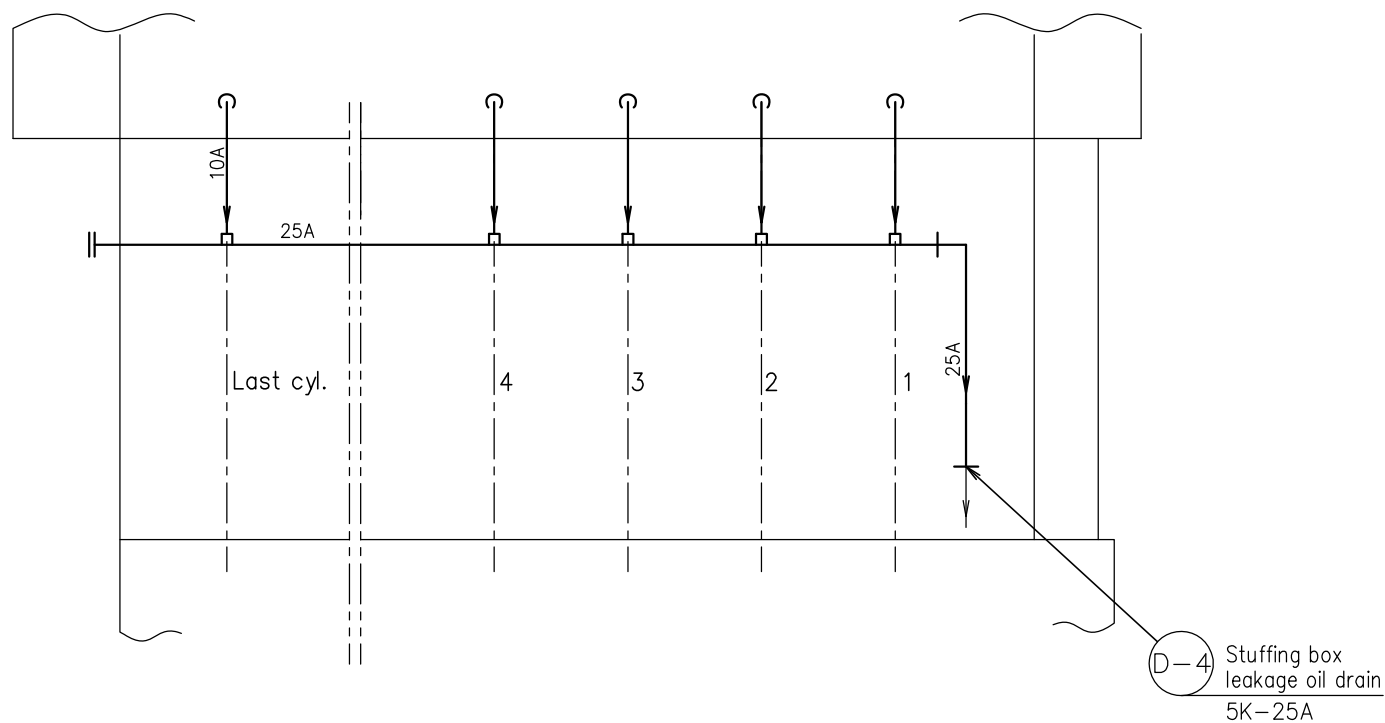 10A
25A
25A
Last cyl.
4
3
2
1
D-4
Stuffing box
leakage oil drain
5K-25A